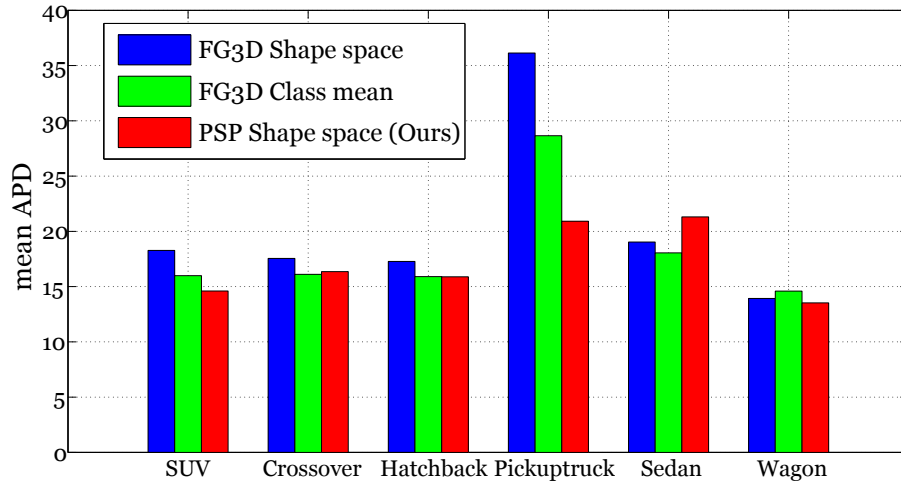 FG3D Shape space
FG3D Class mean
PSP Shape space (Ours)
mean APD
40
35
30
25
20
15
10
5
0
SUV Crossover Hatchback Pickuptruck Sedan Wagon